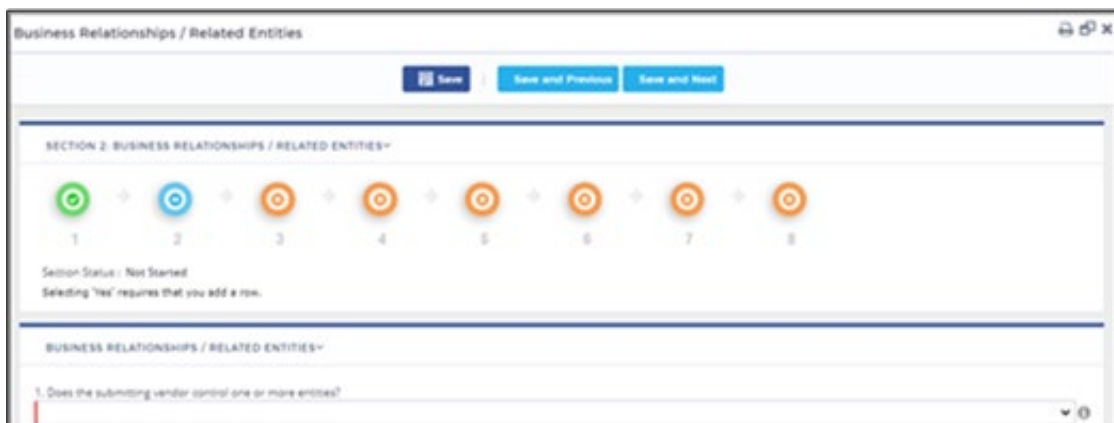 Business Relationships / Related Entities
Save
Save and Previous
Save and Next
SECTION 2: BUSINESS RELATIONSHIPS / RELATED ENTITIES
1 2 3 4 5 6 7 8
Section Status : Not Started
Selecting 'Yes' requires that you add a row.
BUSINESS RELATIONSHIPS / RELATED ENTITIES
1. Does the submitting vendor control one or more entities?